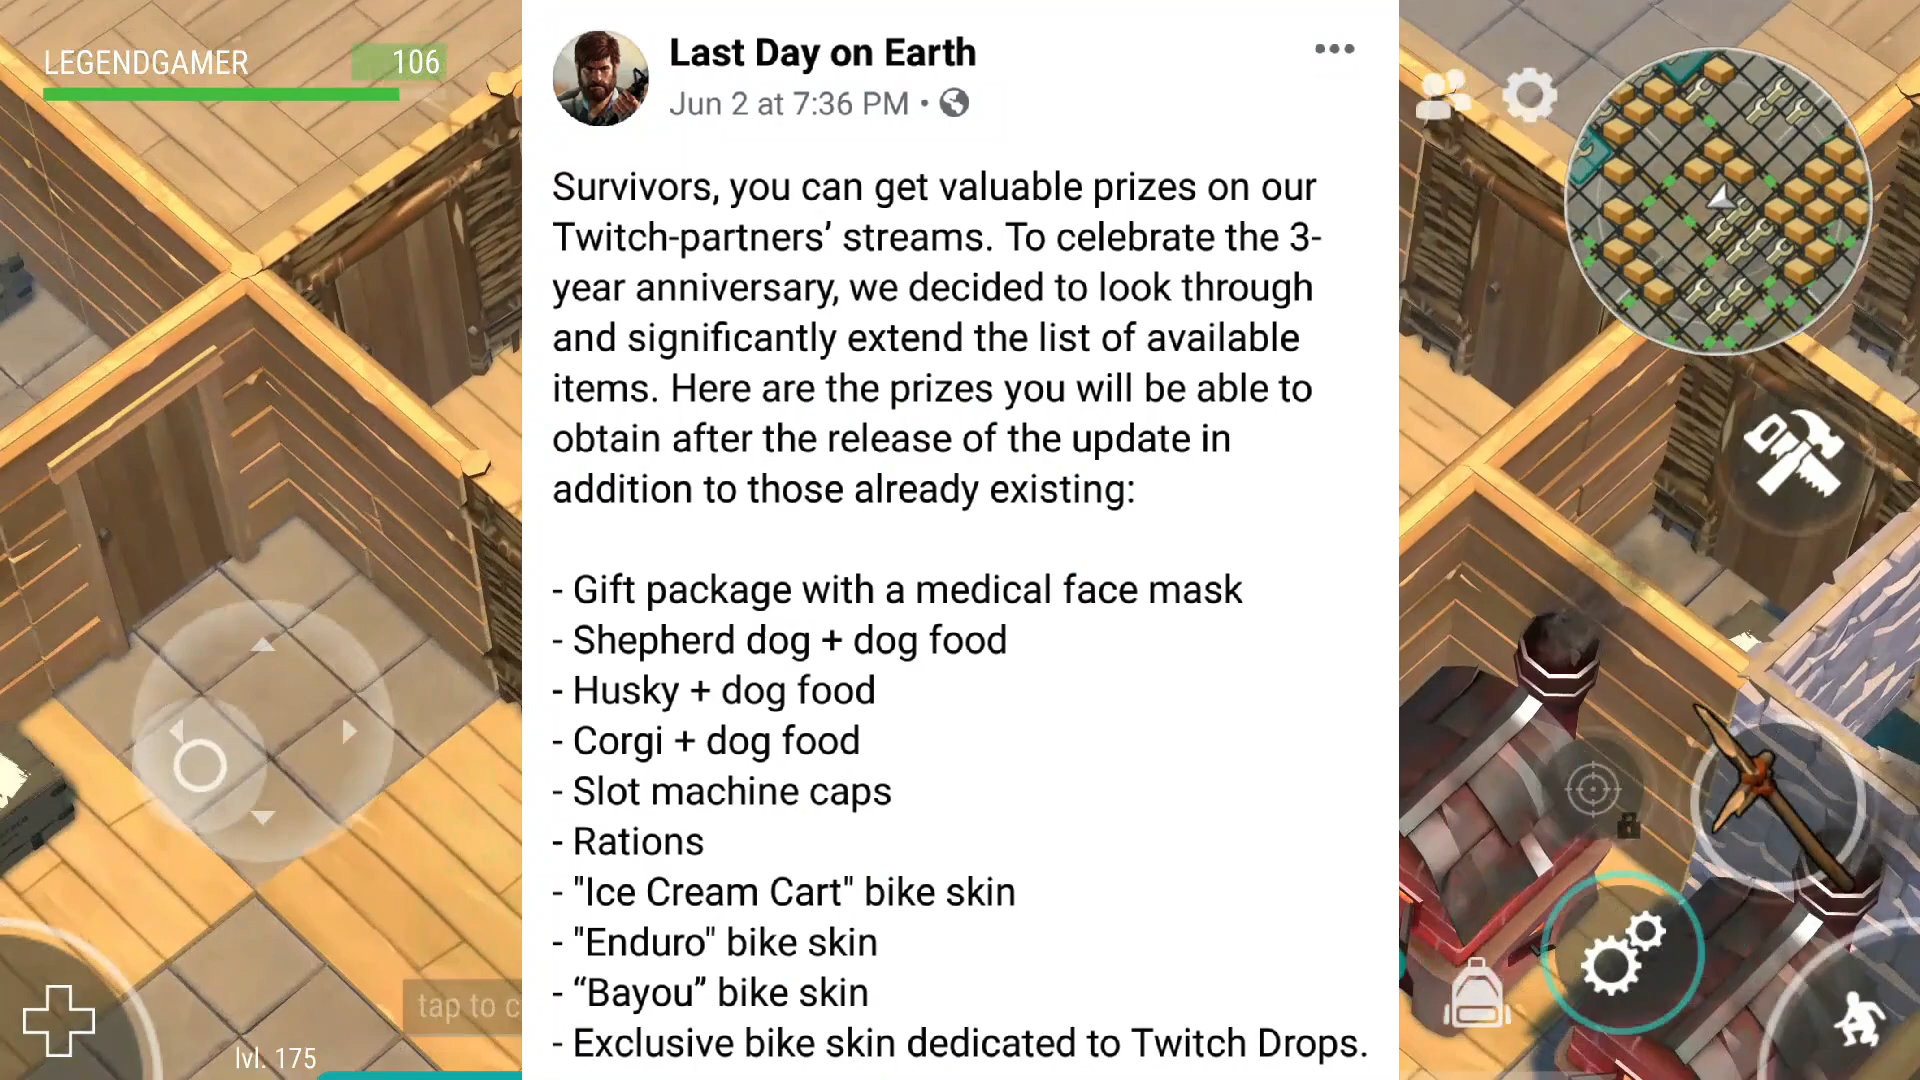 LEGENDGAMER 106
Last Day on Earth
Jun 2 at 7:36 PM •
Survivors, you can get valuable prizes on our
Twitch-partners’ streams. To celebrate the 3-
year anniversary, we decided to look through
and significantly extend the list of available
items. Here are the prizes you will be able to
obtain after the release of the update in
addition to those already existing:
- Gift package with a medical face mask
- Shepherd dog + dog food
- Husky + dog food
- Corgi + dog food
- Slot machine caps
- Rations
- "Ice Cream Cart" bike skin
- "Enduro" bike skin
- “Bayou” bike skin
- Exclusive bike skin dedicated to Twitch Drops.
tap to c
lvl. 175